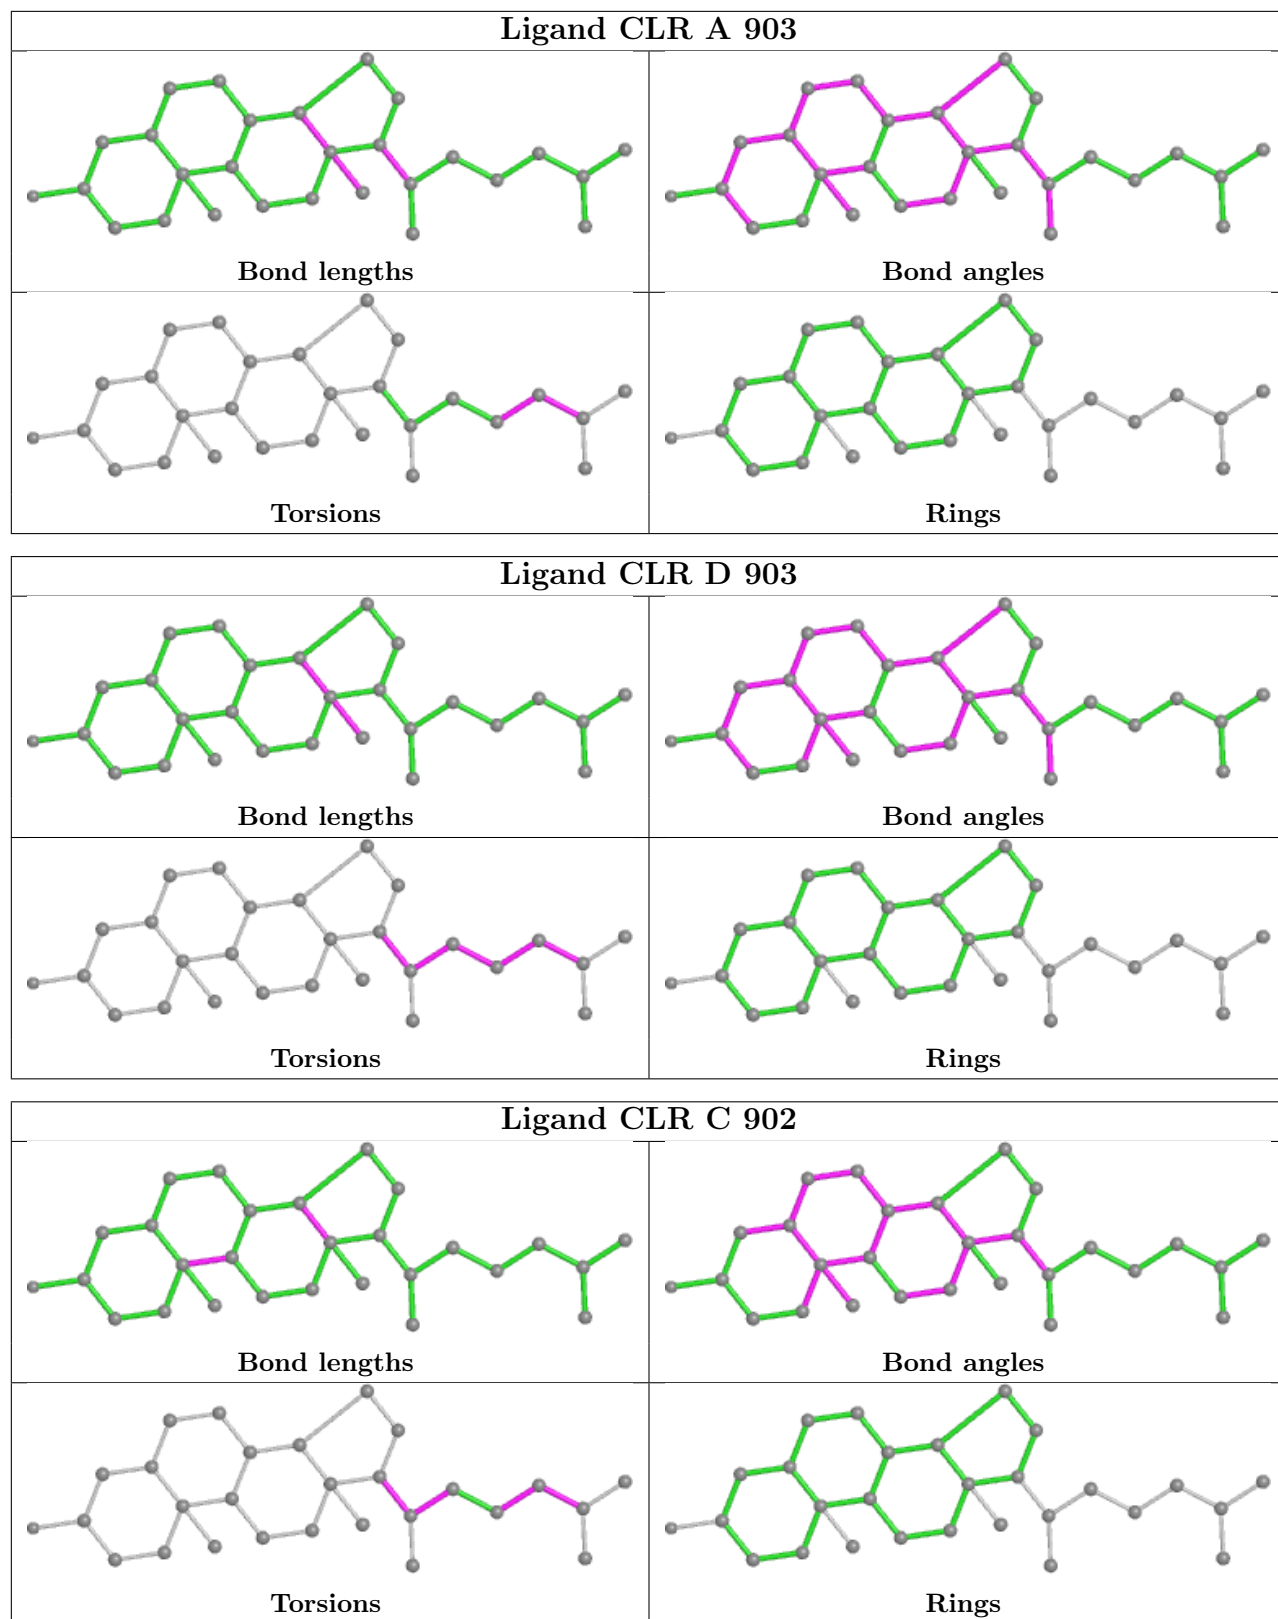 Ligand CLR A 903
Bond lengths
Bond angles
Torsions
Rings
Ligand CLR D 903
Bond lengths
Bond angles
Torsions
Rings
Ligand CLR C 902
Bond lengths
Bond angles
Torsions
Rings